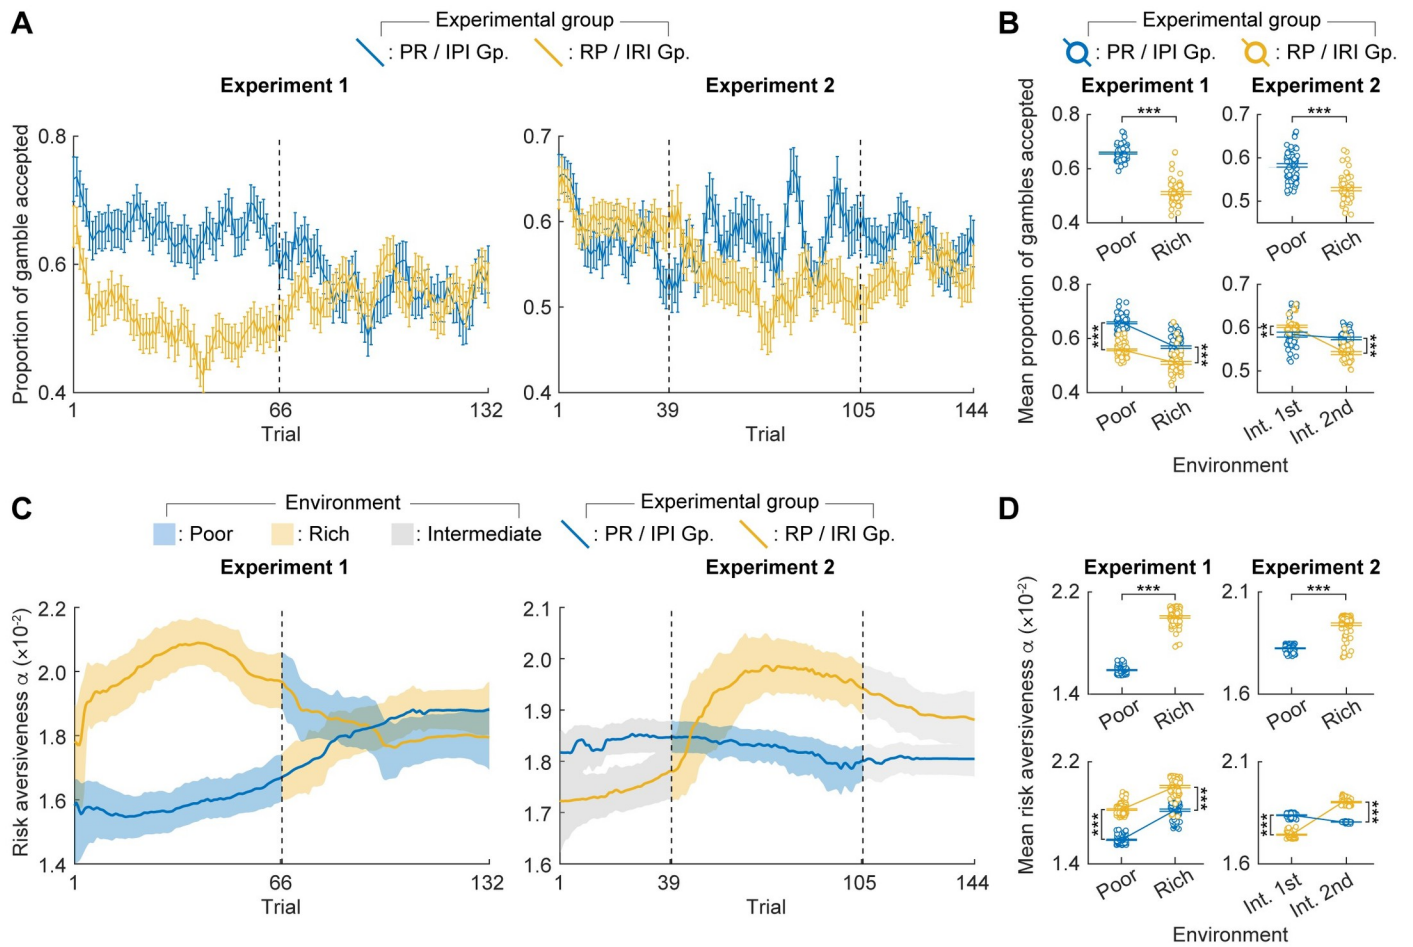 A
Experimental group
: PR / IPI Gp. : RP / IRI Gp.
Experiment 1 Experiment 2
Proportion of gamble accepted
0.8
0.6
0.4
1 66 132
Trial
0.7
0.6
0.5
0.4
1 39 105 144
Trial
B
Experimental group
: PR / IPI Gp. : RP / IRI Gp.
Experiment 1 Experiment 2
Mean proportion of gambles accepted
0.8
0.6
0.4
***
Poor Rich
0.7
0.6
0.5
***
Poor Rich
0.8
0.6
0.4
*** ***
Poor Rich
0.7
0.6
0.5
** ***
Int. 1st Int. 2nd
Environment
C
Environment Experimental group
: Poor : Rich : Intermediate : PR / IPI Gp. : RP / IRI Gp.
Experiment 1 Experiment 2
Risk aversiveness α (×10⁻²)
2.2
2.0
1.8
1.6
1.4
1 66 132
Trial
2.1
2.0
1.9
1.8
1.7
1.6
1 39 105 144
Trial
D
Experiment 1 Experiment 2
Mean risk aversiveness α (×10⁻²)
2.2
1.4
***
Poor Rich
2.1
1.6
***
Poor Rich
2.2
1.4
*** ***
Poor Rich
2.1
1.6
*** ***
Int. 1st Int. 2nd
Environment